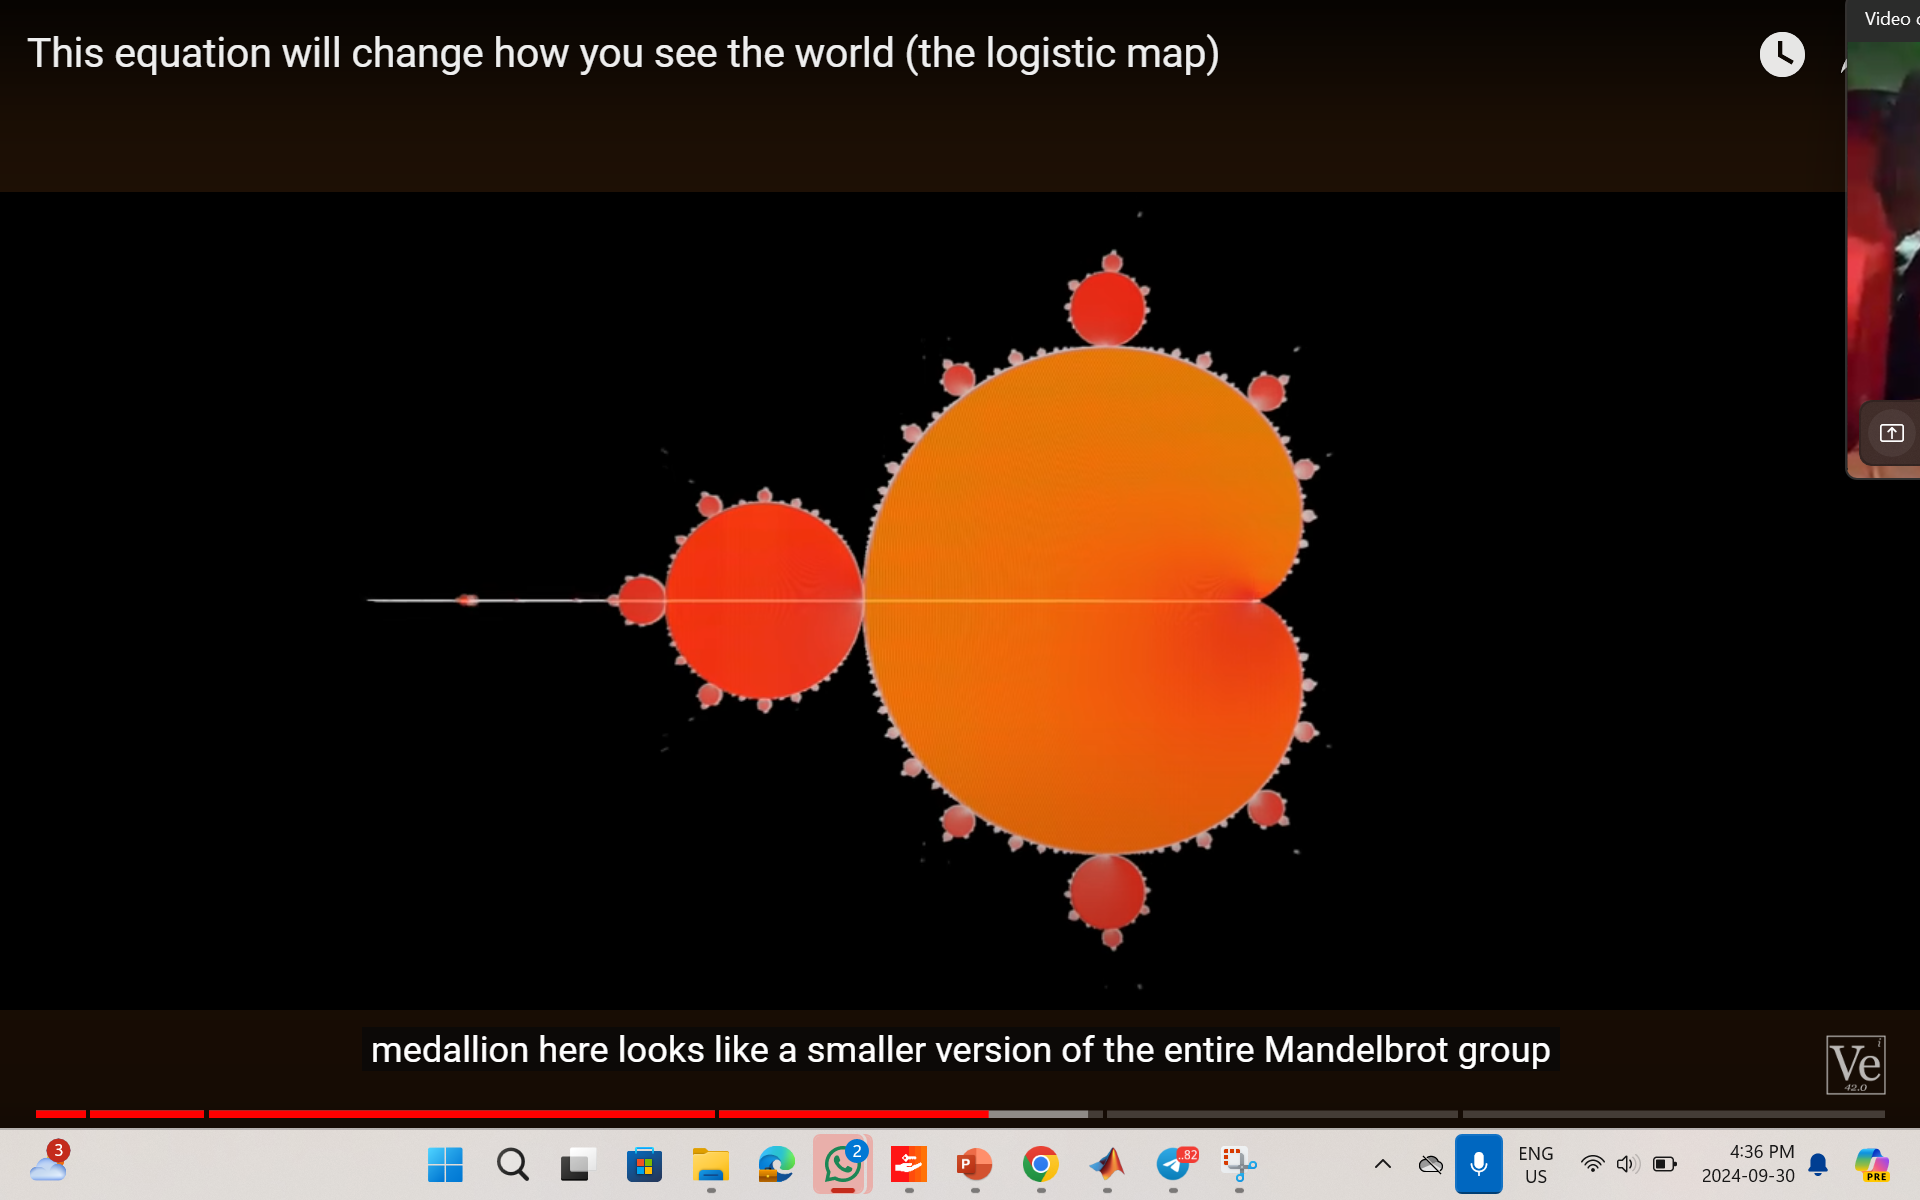 This equation will change how you see the world (the logistic map)
Video
medallion here looks like a smaller version of the entire Mandelbrot group
Ve
i
42.0
3
2
P
..82
ENG
US
4:36 PM
2024-09-30
PRE